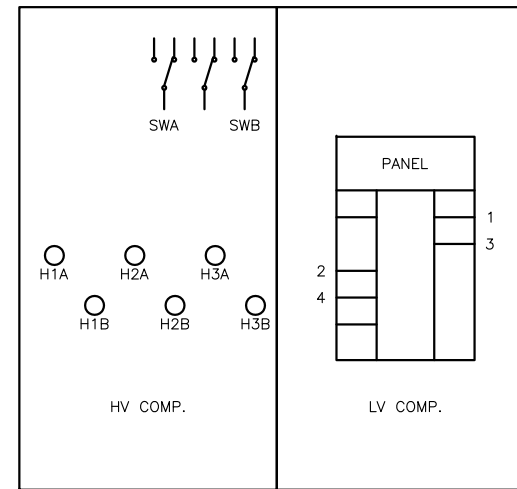 SWA SWB
PANEL
1
3
2
4
H1A H2A H3A
H1B H2B H3B
HV COMP. LV COMP.